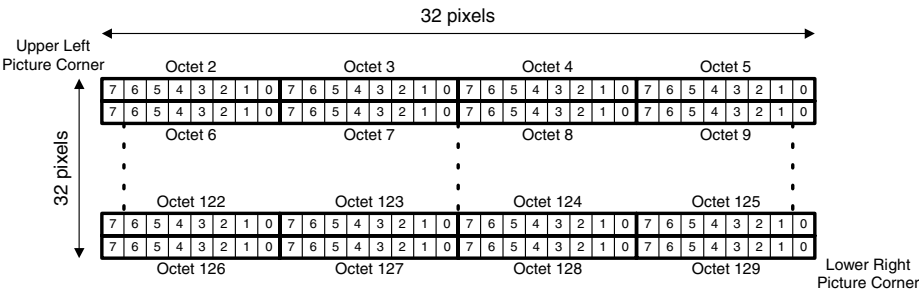 32 pixels
Upper Left
Picture Corner
Octet 2 Octet 3 Octet 4 Octet 5
7 6 5 4 3 2 1 0 7 6 5 4 3 2 1 0 7 6 5 4 3 2 1 0 7 6 5 4 3 2 1 0
7 6 5 4 3 2 1 0 7 6 5 4 3 2 1 0 7 6 5 4 3 2 1 0 7 6 5 4 3 2 1 0
Octet 6 Octet 7 Octet 8 Octet 9
32 pixels
Octet 122 Octet 123 Octet 124 Octet 125
7 6 5 4 3 2 1 0 7 6 5 4 3 2 1 0 7 6 5 4 3 2 1 0 7 6 5 4 3 2 1 0
7 6 5 4 3 2 1 0 7 6 5 4 3 2 1 0 7 6 5 4 3 2 1 0 7 6 5 4 3 2 1 0
Octet 126 Octet 127 Octet 128 Octet 129
Lower Right
Picture Corner